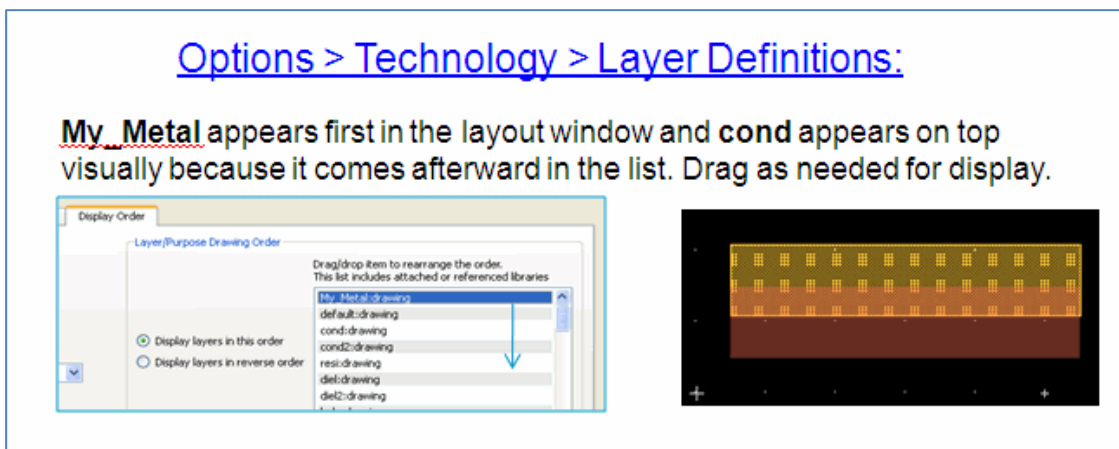 Options > Technology > Layer Definitions:
My_Metal appears first in the layout window and cond appears on top
visually because it comes afterward in the list. Drag as needed for display.
Display Order
Layer/Purpose Drawing Order
Drag/drop item to rearrange the order.
This list includes attached or referenced libraries
My_Metal:drawing
default:drawing
cond:drawing
Display layers in this order
cond2:drawing
Display layers in reverse order
resi:drawing
diel:drawing
diel2:drawing